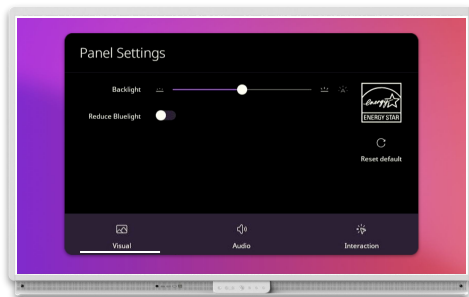 Panel Settings
Backlight
Reduce Bluelight
energy
ENERGY STAR
Reset default
Visual
Audio
Interaction